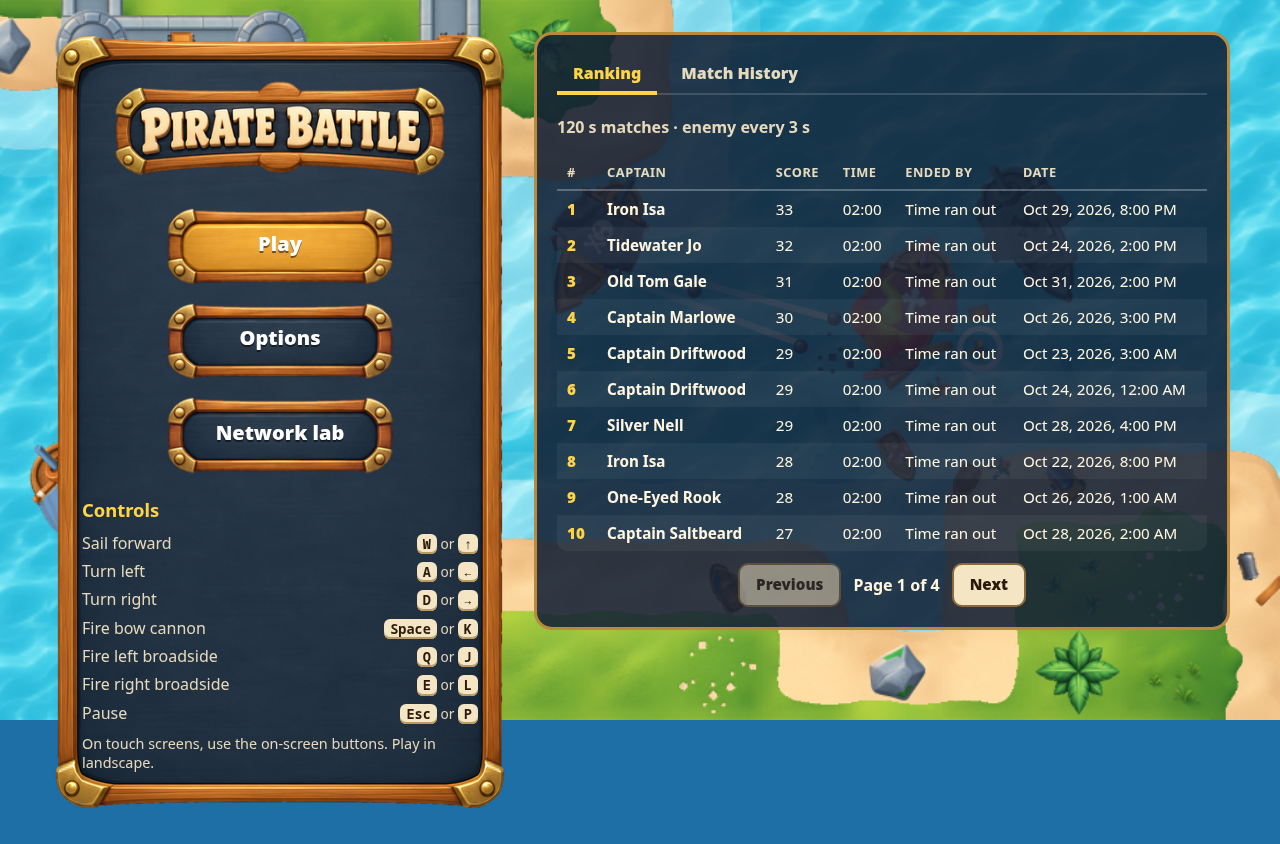 PIRATE BATTLE
Play
Options
Network lab
Controls
Sail forward W or ↑
Turn left A or ←
Turn right D or →
Fire bow cannon Space or K
Fire left broadside Q or J
Fire right broadside E or L
Pause Esc or P
On touch screens, use the on-screen buttons. Play in
landscape.
Ranking Match History
120 s matches · enemy every 3 s
# CAPTAIN SCORE TIME ENDED BY DATE
1 Iron Isa 33 02:00 Time ran out Oct 29, 2026, 8:00 PM
2 Tidewater Jo 32 02:00 Time ran out Oct 24, 2026, 2:00 PM
3 Old Tom Gale 31 02:00 Time ran out Oct 31, 2026, 2:00 PM
4 Captain Marlowe 30 02:00 Time ran out Oct 26, 2026, 3:00 PM
5 Captain Driftwood 29 02:00 Time ran out Oct 23, 2026, 3:00 AM
6 Captain Driftwood 29 02:00 Time ran out Oct 24, 2026, 12:00 AM
7 Silver Nell 29 02:00 Time ran out Oct 28, 2026, 4:00 PM
8 Iron Isa 28 02:00 Time ran out Oct 22, 2026, 8:00 PM
9 One-Eyed Rook 28 02:00 Time ran out Oct 26, 2026, 1:00 AM
10 Captain Saltbeard 27 02:00 Time ran out Oct 28, 2026, 2:00 AM
Previous Page 1 of 4 Next